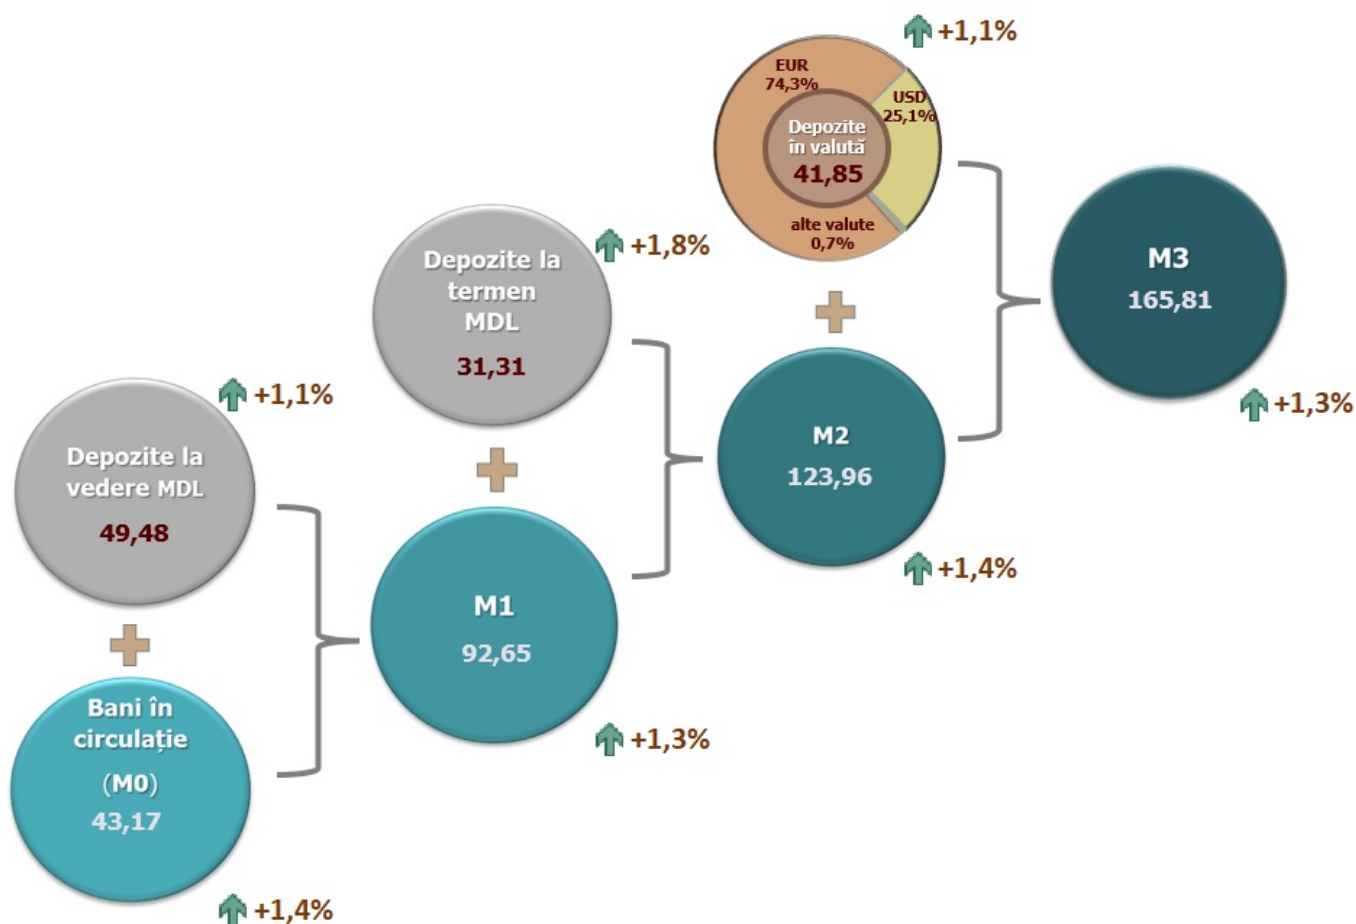 +1,1%
EUR
74,3%
USD
25,1%
Depozite
în valută
41,85
alte valute
0,7%
M3
165,81
+1,3%
+1,8%
Depozite la
termen
MDL
31,31
M2
123,96
+1,4%
+1,1%
Depozite la
vedere MDL
49,48
M1
92,65
+1,3%
Bani în
circulație
(M0)
43,17
+1,4%